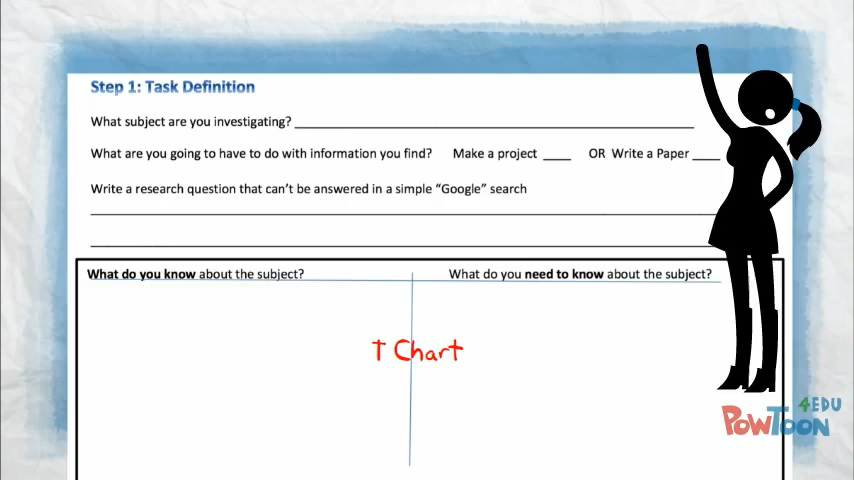 Step 1: Task Definition
What subject are you investigating?
What are you going to have to do with information you find? Make a project ____ OR Write a Paper ____
Write a research question that can't be answered in a simple “Google” search
What do you know about the subject? What do you need to know about the subject?
T Chart
4EDU
POWTOON